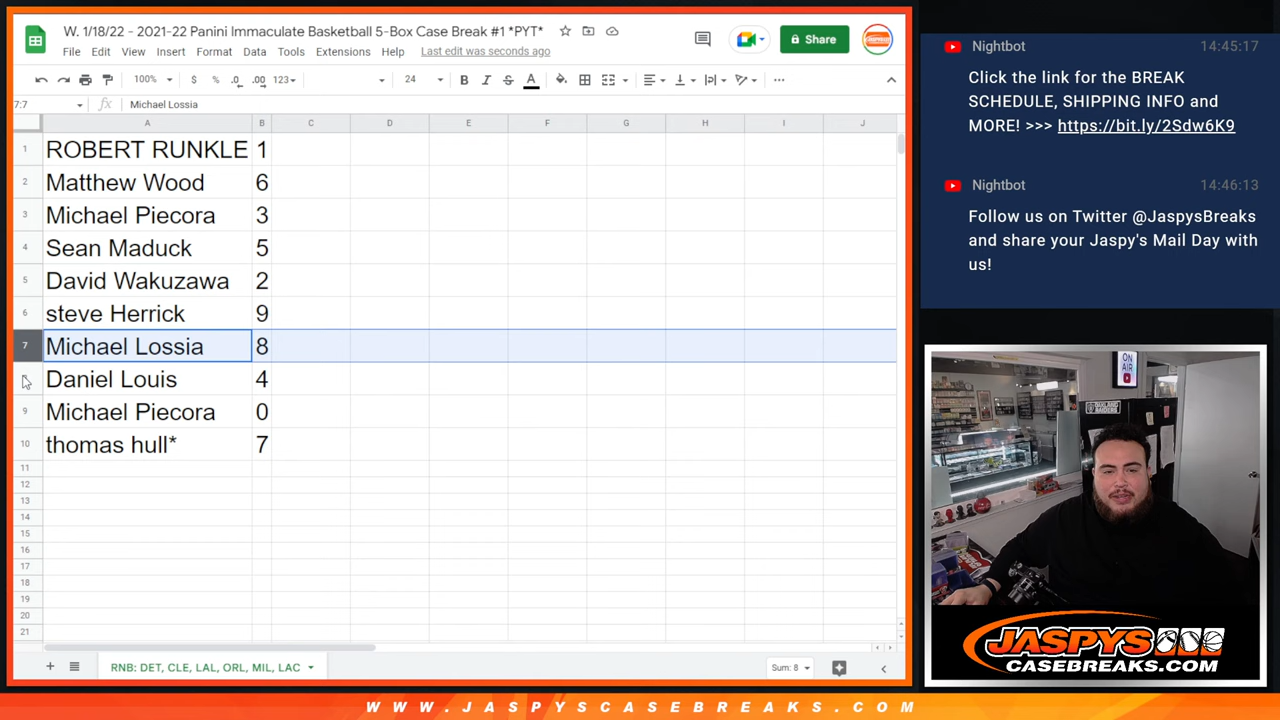 W. 1/18/22 - 2021-22 Panini Immaculate Basketball 5-Box Case Break #1 *PYT*
File Edit View Insert Format Data Tools Extensions Help Last edit was seconds ago
Share
100% $ % .0 .00 123 24 B I S A
7:7 fx Michael Lossia
A B C D E F G H I J
1 ROBERT RUNKLE 1
2 Matthew Wood 6
3 Michael Piecora 3
4 Sean Maduck 5
5 David Wakuzawa 2
6 steve Herrick 9
7 Michael Lossia 8
Daniel Louis 4
9 Michael Piecora 0
10 thomas hull* 7
11
12
13
14
15
16
17
18
19
20
21
RNB: DET, CLE, LAL, ORL, MIL, LAC
Sum: 8
Nightbot 14:45:17
Click the link for the BREAK
SCHEDULE, SHIPPING INFO and
MORE! >>> https://bit.ly/2Sdw6K9
Nightbot 14:46:13
Follow us on Twitter @JaspysBreaks
and share your Jaspy's Mail Day with
us!
ON
AIR
JASPYS
CASEBREAKS.COM
WWW.JASPYSCASEBREAKS.COM